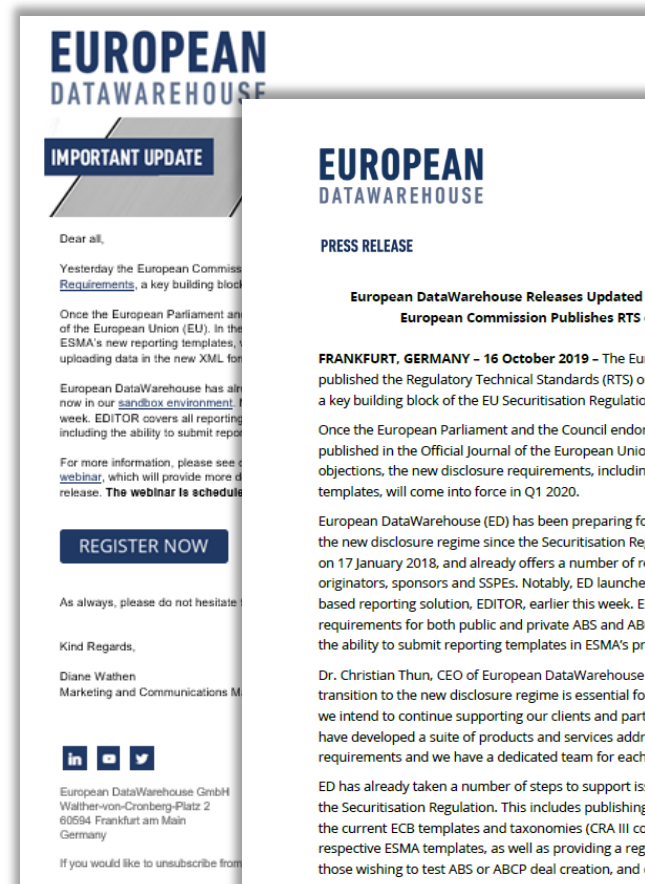 EUROPEAN
DATAWAREHOUSE
IMPORTANT UPDATE
Dear all,
Yesterday the European Commiss
Requirements, a key building block
Once the European Parliament an
of the European Union (EU). In the
ESMA's new reporting templates,
uploading data in the new XML for
European DataWarehouse has alr
now in our sandbox environment.
week. EDITOR covers all reporting
including the ability to submit repor
For more information, please see
webinar, which will provide more d
release. The webinar is schedule
REGISTER NOW
As always, please do not hesitate
Kind Regards,
Diane Wathen
Marketing and Communications M
in
European DataWarehouse GmbH
Walther-von-Cronberg-Platz 2
60594 Frankfurt am Main
Germany
If you would like to unsubscribe from
EUROPEAN
DATAWAREHOUSE
PRESS RELEASE
European DataWarehouse Releases Updated
European Commission Publishes RTS
FRANKFURT, GERMANY – 16 October 2019 – The Eu
published the Regulatory Technical Standards (RTS) o
a key building block of the EU Securitisation Regulatio
Once the European Parliament and the Council endor
published in the Official Journal of the European Unio
objections, the new disclosure requirements, includin
templates, will come into force in Q1 2020.
European DataWarehouse (ED) has been preparing fo
the new disclosure regime since the Securitisation Re
on 17 January 2018, and already offers a number of r
originators, sponsors and SSPEs. Notably, ED launche
based reporting solution, EDITOR, earlier this week. E
requirements for both public and private ABS and AB
the ability to submit reporting templates in ESMA's pr
Dr. Christian Thun, CEO of European DataWarehouse
transition to the new disclosure regime is essential fo
we intend to continue supporting our clients and part
have developed a suite of products and services addr
requirements and we have a dedicated team for each
ED has already taken a number of steps to support is
the Securitisation Regulation. This includes publishing
the current ECB templates and taxonomies (CRA III co
respective ESMA templates, as well as providing a reg
those wishing to test ABS or ABCP deal creation, and